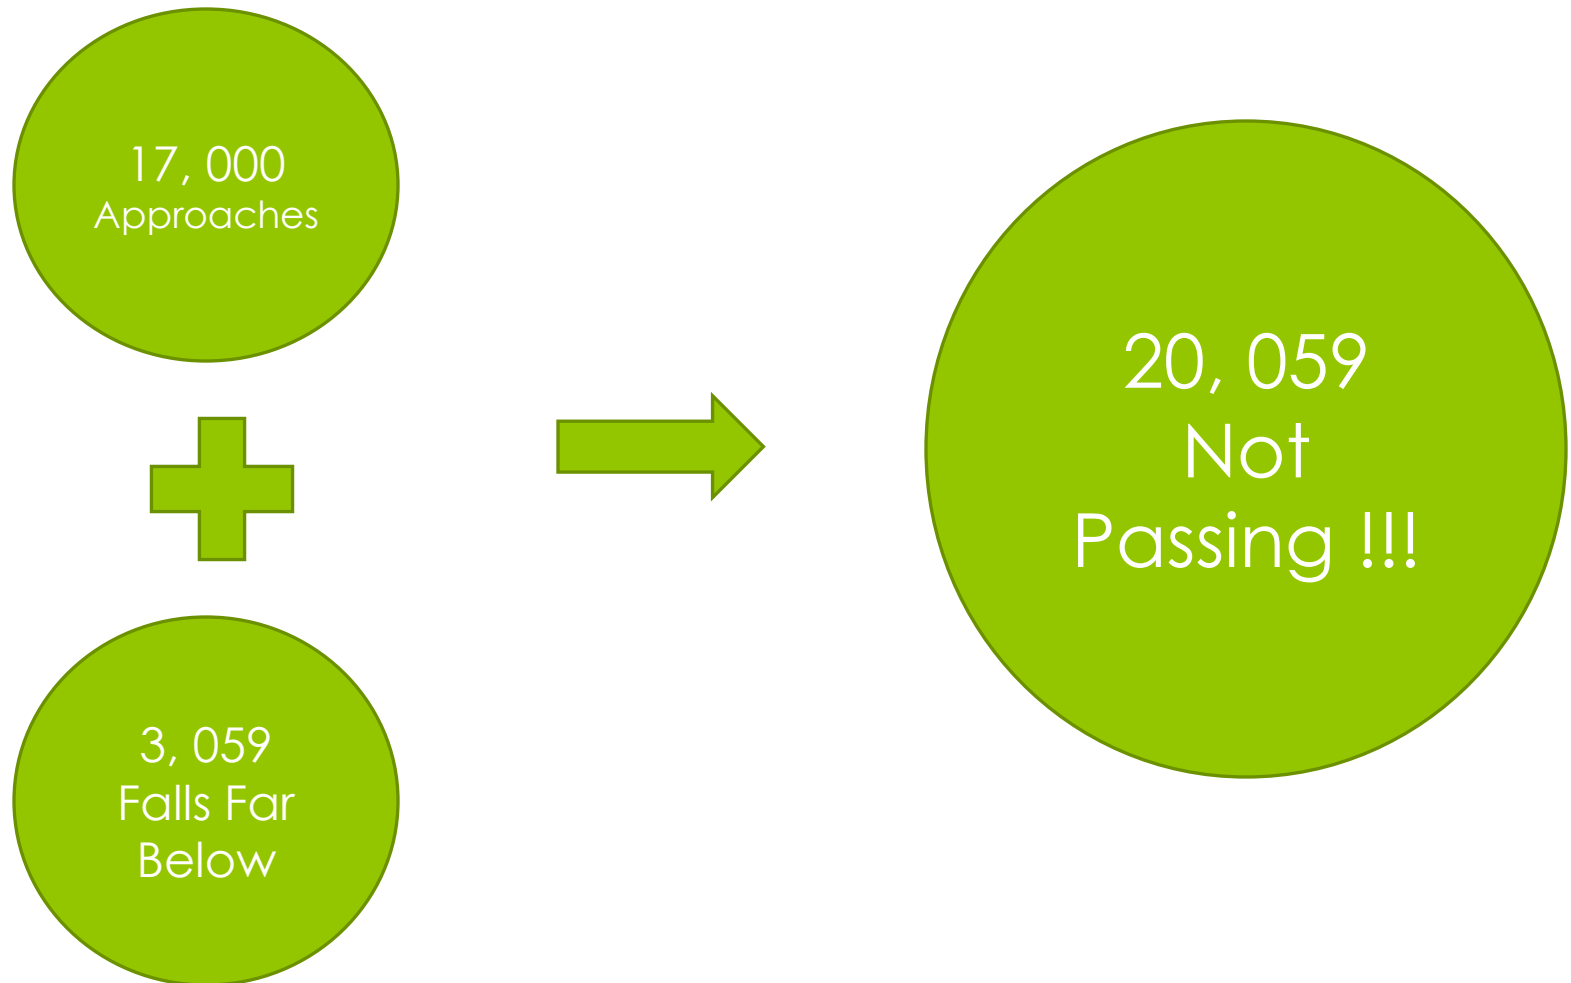 17, 000
Approaches
3, 059
Falls Far
Below
20, 059
Not
Passing !!!